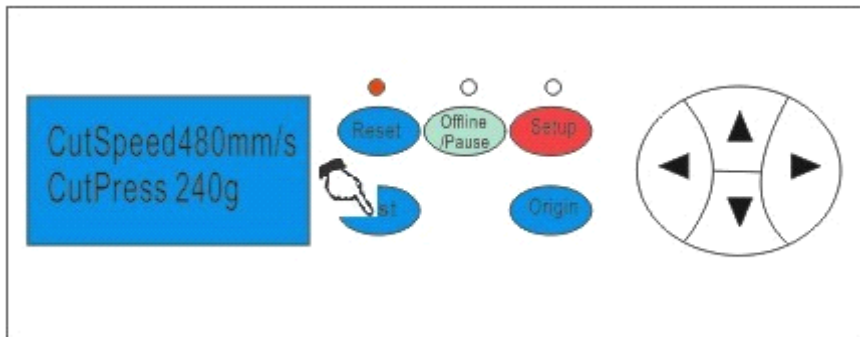 CutSpeed480mm/s
CutPress 240g
Reset
Offline
/Pause
Setup
Origin